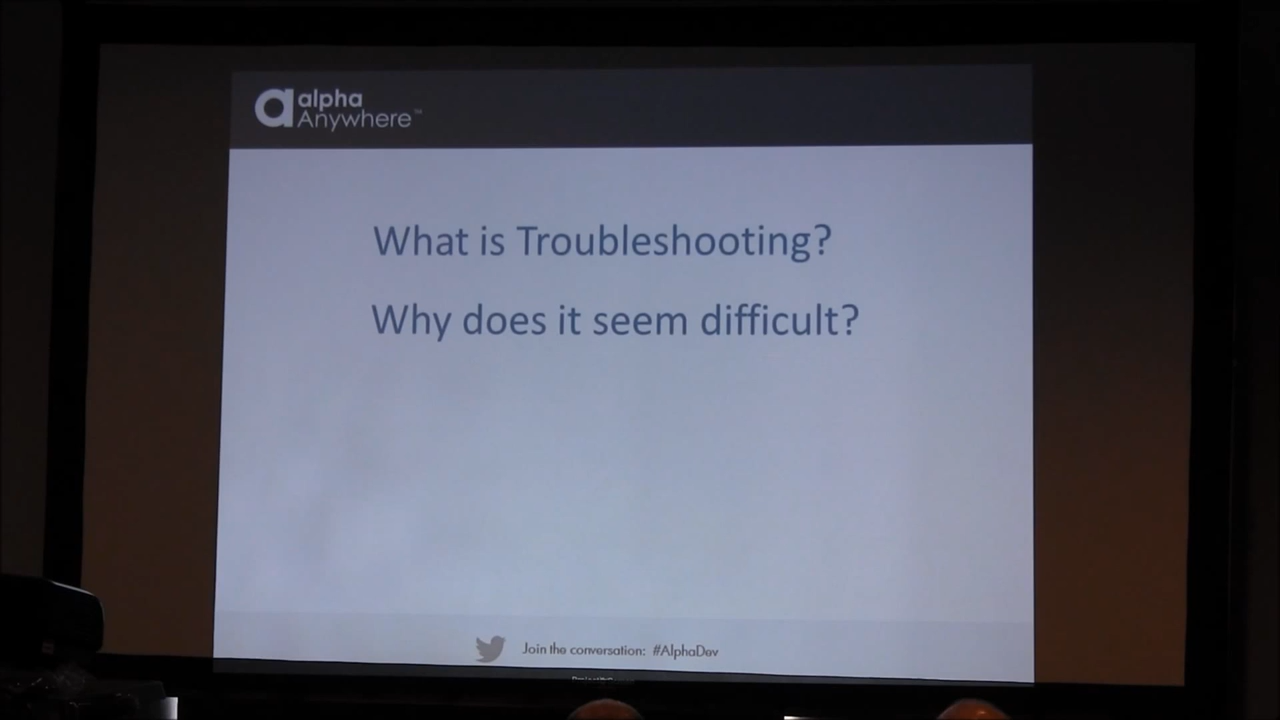 alpha
Anywhere™
What is Troubleshooting?
Why does it seem difficult?
Join the conversation: #AlphaDev